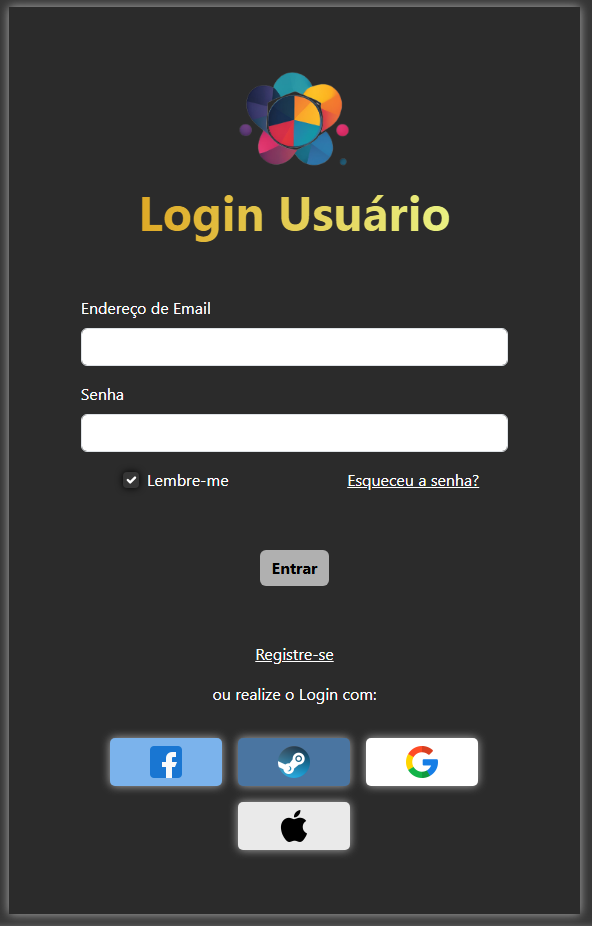 Login Usuário
Endereço de Email
Senha
Lembre-me Esqueceu a senha?
Entrar
Registre-se
ou realize o Login com: